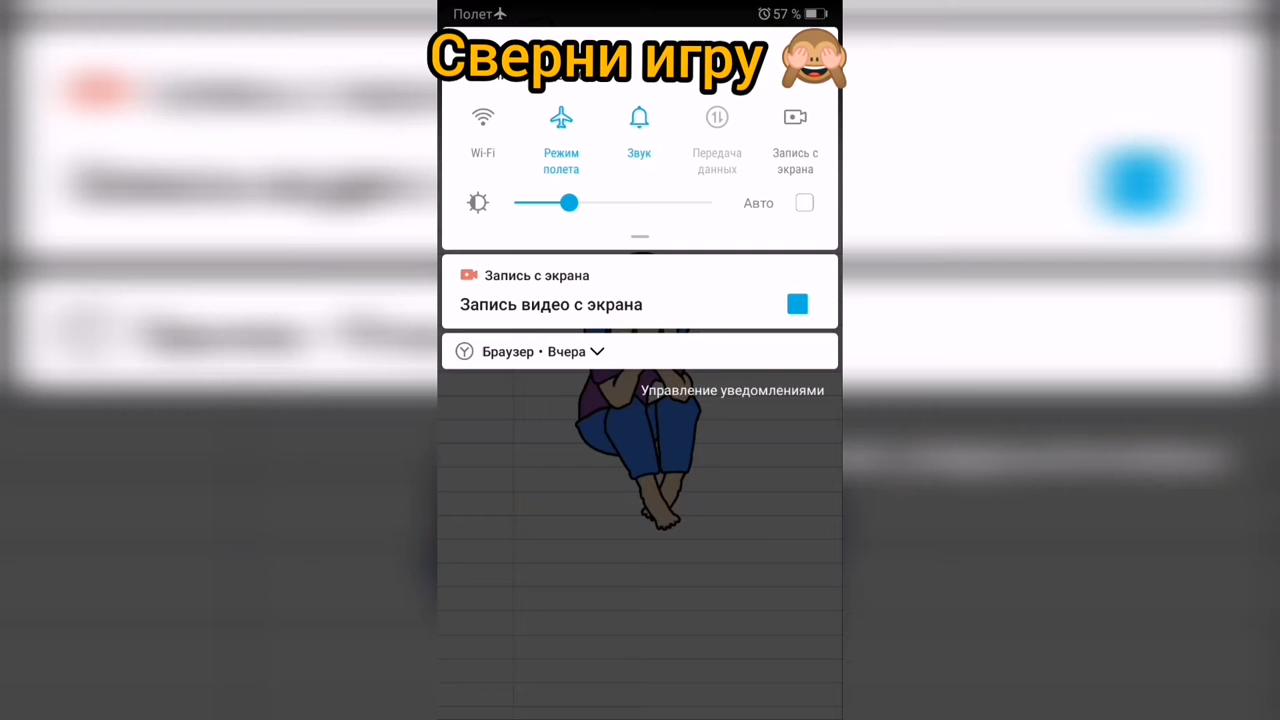 Полет 57 %
Сверни игру
Wi-Fi
Режим полета
Звук
Передача данных
Запись с экрана
Авто
Запись с экрана
Запись видео с экрана
Браузер • Вчера
Управление уведомлениями